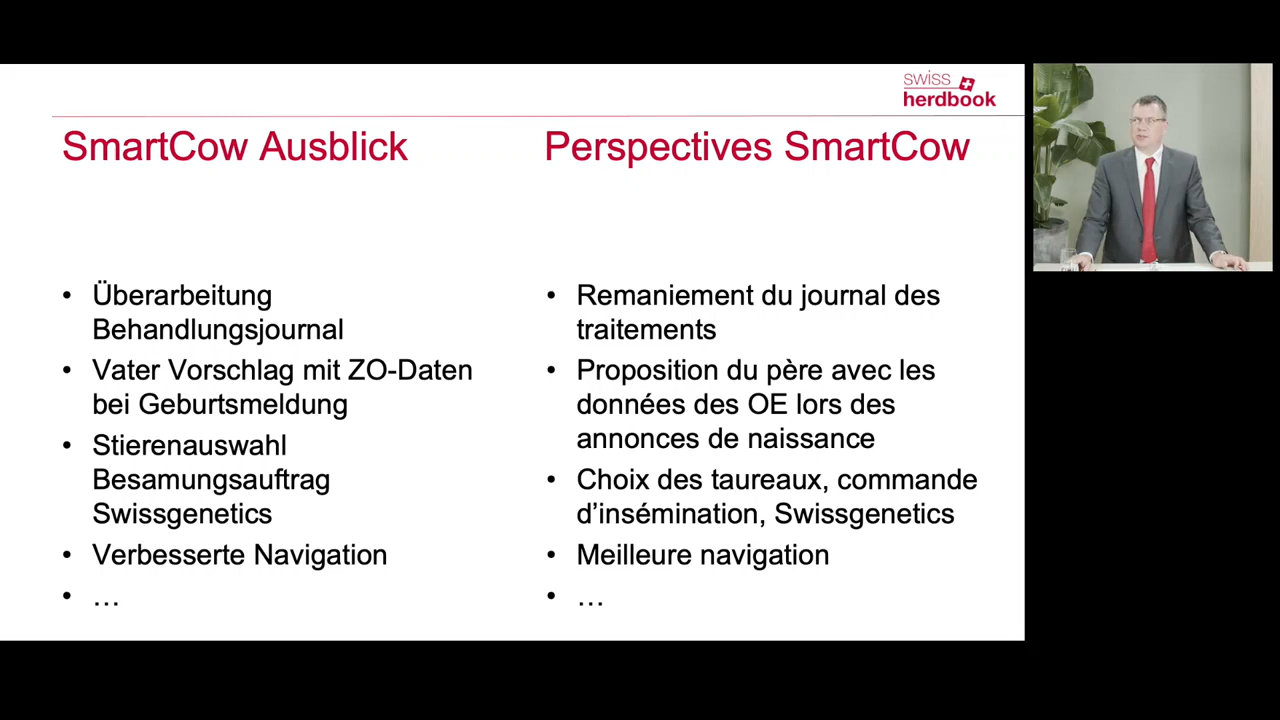 swiss
herdbook
SmartCow Ausblick
Überarbeitung
Behandlungsjournal
Vater Vorschlag mit ZO-Daten
bei Geburtsmeldung
Stierenauswahl
Besamungsauftrag
Swissgenetics
Verbesserte Navigation
…
Perspectives SmartCow
Remaniement du journal des
traitements
Proposition du père avec les
données des OE lors des
annonces de naissance
Choix des taureaux, commande
d’insémination, Swissgenetics
Meilleure navigation
…